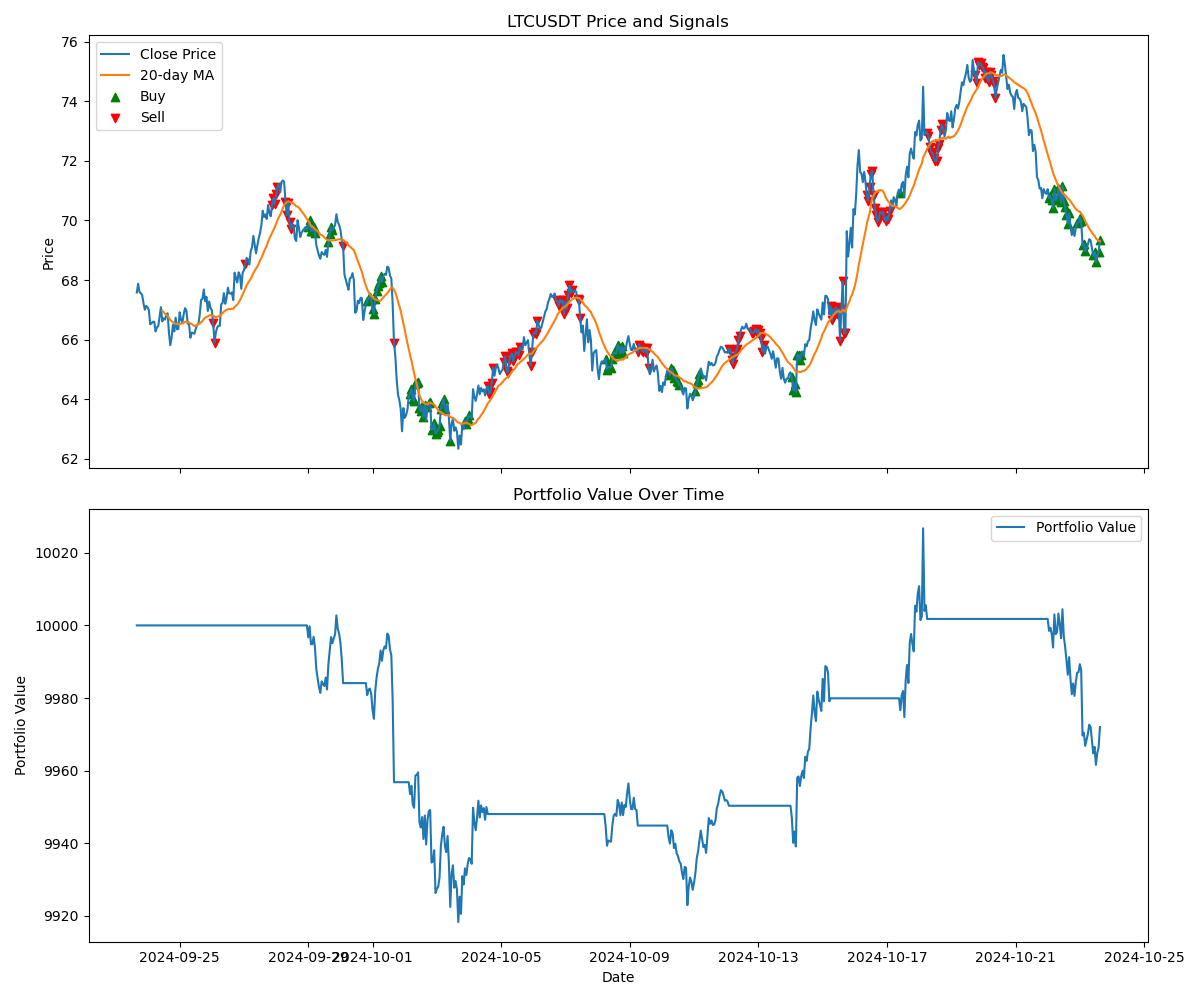 LTCUSDT Price and Signals
Close Price
20-day MA
Buy
Sell
Price
76
74
72
70
68
66
64
62
Portfolio Value Over Time
Portfolio Value
Portfolio Value
10020
10000
9980
9960
9940
9920
2024-09-25 2024-09-29 2024-10-01 2024-10-05 2024-10-09 2024-10-13 2024-10-17 2024-10-21 2024-10-25
Date